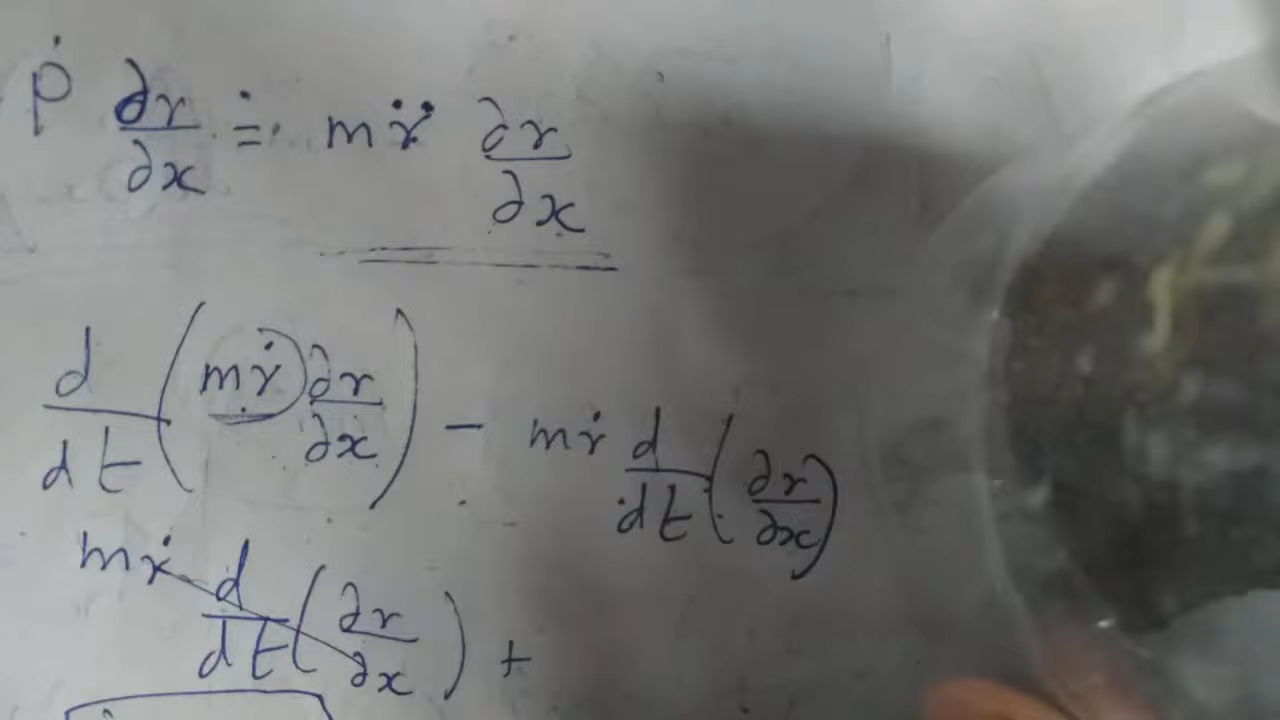 ṗ ∂r/∂x = m r̈ ∂r/∂x
d/dt (m ṙ ∂r/∂x) − m ṙ d/dt (∂r/∂x)
m ṙ d/dt (∂r/∂x) +